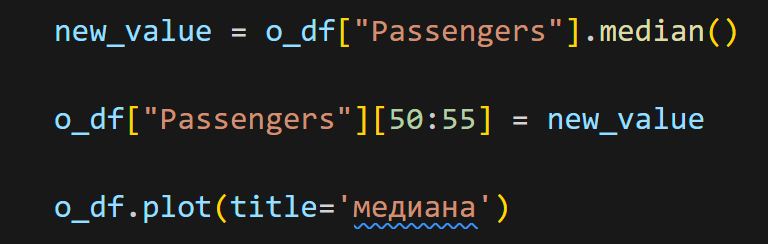 new_value = o_df["Passengers"].median()
o_df["Passengers"][50:55] = new_value
o_df.plot(title='медиана')